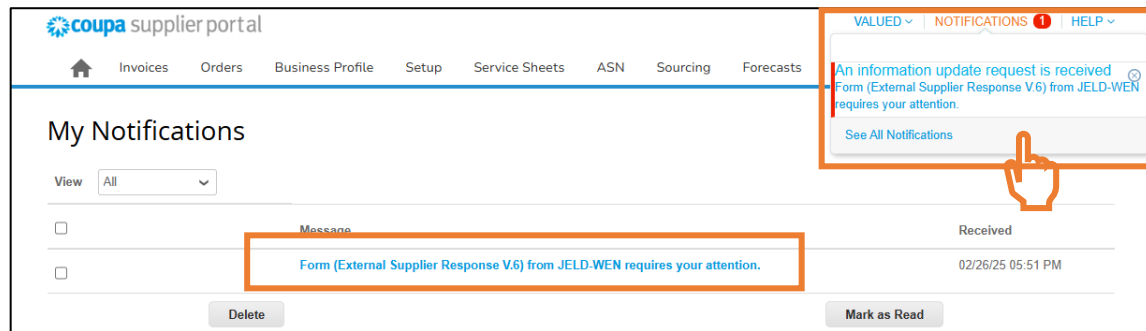 coupa supplier portal
VALUED NOTIFICATIONS 1 HELP
Invoices Orders Business Profile Setup Service Sheets ASN Sourcing Forecasts
An information update request is received
Form (External Supplier Response V.6) from JELD-WEN
requires your attention.
See All Notifications
My Notifications
View All
Message Received
Form (External Supplier Response V.6) from JELD-WEN requires your attention. 02/26/25 05:51 PM
Delete Mark as Read